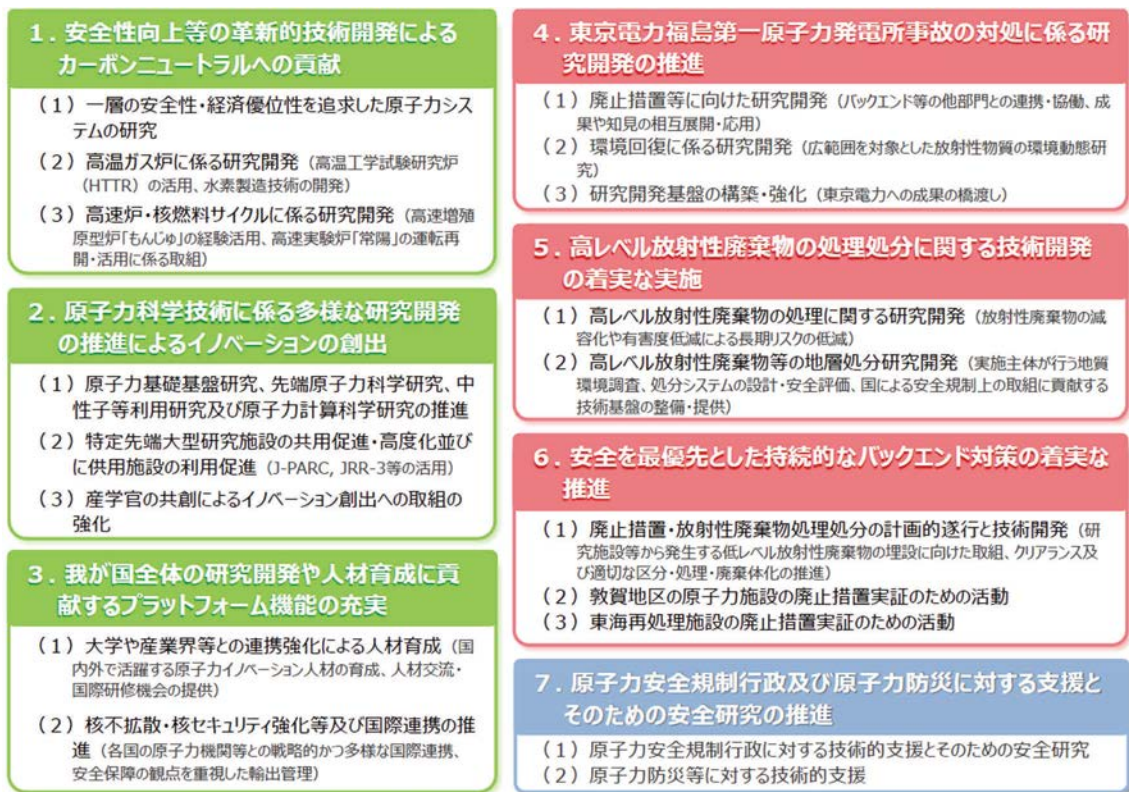 1．安全性向上等の革新的技術開発による
カーボンニュートラルへの貢献
（1）一層の安全性・経済優位性を追求した原子力シス
テムの研究
（2）高温ガス炉に係る研究開発（高温工学試験研究炉
（HTTR）の活用、水素製造技術の開発）
（3）高速炉・核燃料サイクルに係る研究開発（高速増殖
原型炉「もんじゅ」の経験活用、高速実験炉「常陽」の運転再
開・活用に係る取組）
2．原子力科学技術に係る多様な研究開発
の推進によるイノベーションの創出
（1）原子力基礎基盤研究、先端原子力科学研究、中
性子等利用研究及び原子力計算科学研究の推進
（2）特定先端大型研究施設の共用促進・高度化並び
に供用施設の利用促進（J-PARC, JRR-3等の活用）
（3）産学官の共創によるイノベーション創出への取組の
強化
3．我が国全体の研究開発や人材育成に貢
献するプラットフォーム機能の充実
（1）大学や産業界等との連携強化による人材育成（国
内外で活躍する原子力イノベーション人材の育成、人材交流・
国際研修機会の提供）
（2）核不拡散・核セキュリティ強化等及び国際連携の推
進（各国の原子力機関等との戦略的かつ多様な国際連携、
安全保障の観点を重視した輸出管理）
4．東京電力福島第一原子力発電所事故の対処に係る研
究開発の推進
（1）廃止措置等に向けた研究開発（バックエンド等の他部門との連携・協働、成
果や知見の相互展開・応用）
（2）環境回復に係る研究開発（広範囲を対象とした放射性物質の環境動態研
究）
（3）研究開発基盤の構築・強化（東京電力への成果の橋渡し）
5．高レベル放射性廃棄物の処理処分に関する技術開発
の着実な実施
（1）高レベル放射性廃棄物の処理に関する研究開発（放射性廃棄物の減
容化や有害度低減による長期リスクの低減）
（2）高レベル放射性廃棄物等の地層処分研究開発（実施主体が行う地質
環境調査、処分システムの設計・安全評価、国による安全規制上の取組に貢献する
技術基盤の整備・提供）
6．安全を最優先とした持続的なバックエンド対策の着実な
推進
（1）廃止措置・放射性廃棄物処理処分の計画的遂行と技術開発（研
究施設等から発生する低レベル放射性廃棄物の埋設に向けた取組、クリアランス及
び適切な区分・処理・廃棄体化の推進）
（2）敦賀地区の原子力施設の廃止措置実証のための活動
（3）東海再処理施設の廃止措置実証のための活動
7．原子力安全規制行政及び原子力防災に対する支援と
そのための安全研究の推進
（1）原子力安全規制行政に対する技術的支援とそのための安全研究
（2）原子力防災等に対する技術的支援